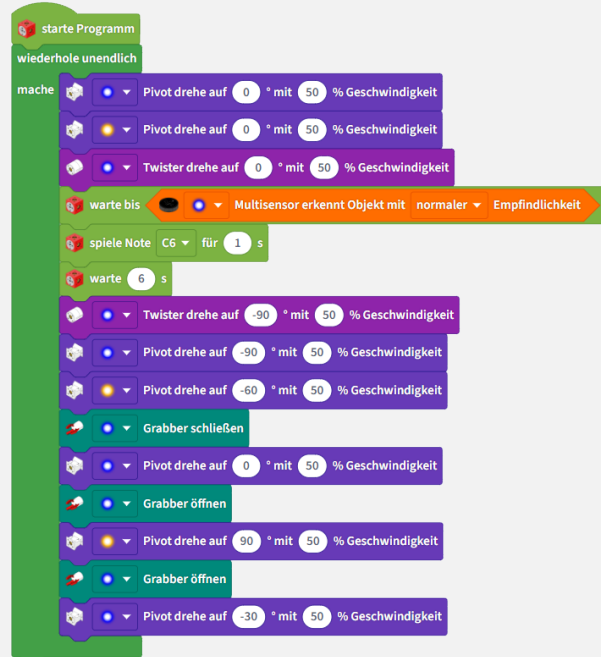 starte Programm
wiederhole unendlich
mache Pivot drehe auf 0 ° mit 50 % Geschwindigkeit
Pivot drehe auf 0 ° mit 50 % Geschwindigkeit
Twister drehe auf 0 ° mit 50 % Geschwindigkeit
warte bis Multisensor erkennt Objekt mit normaler Empfindlichkeit
spiele Note C6 für 1 s
warte 6 s
Twister drehe auf -90 ° mit 50 % Geschwindigkeit
Pivot drehe auf -90 ° mit 50 % Geschwindigkeit
Pivot drehe auf -60 ° mit 50 % Geschwindigkeit
Grabber schließen
Pivot drehe auf 0 ° mit 50 % Geschwindigkeit
Grabber öffnen
Pivot drehe auf 90 ° mit 50 % Geschwindigkeit
Grabber öffnen
Pivot drehe auf -30 ° mit 50 % Geschwindigkeit